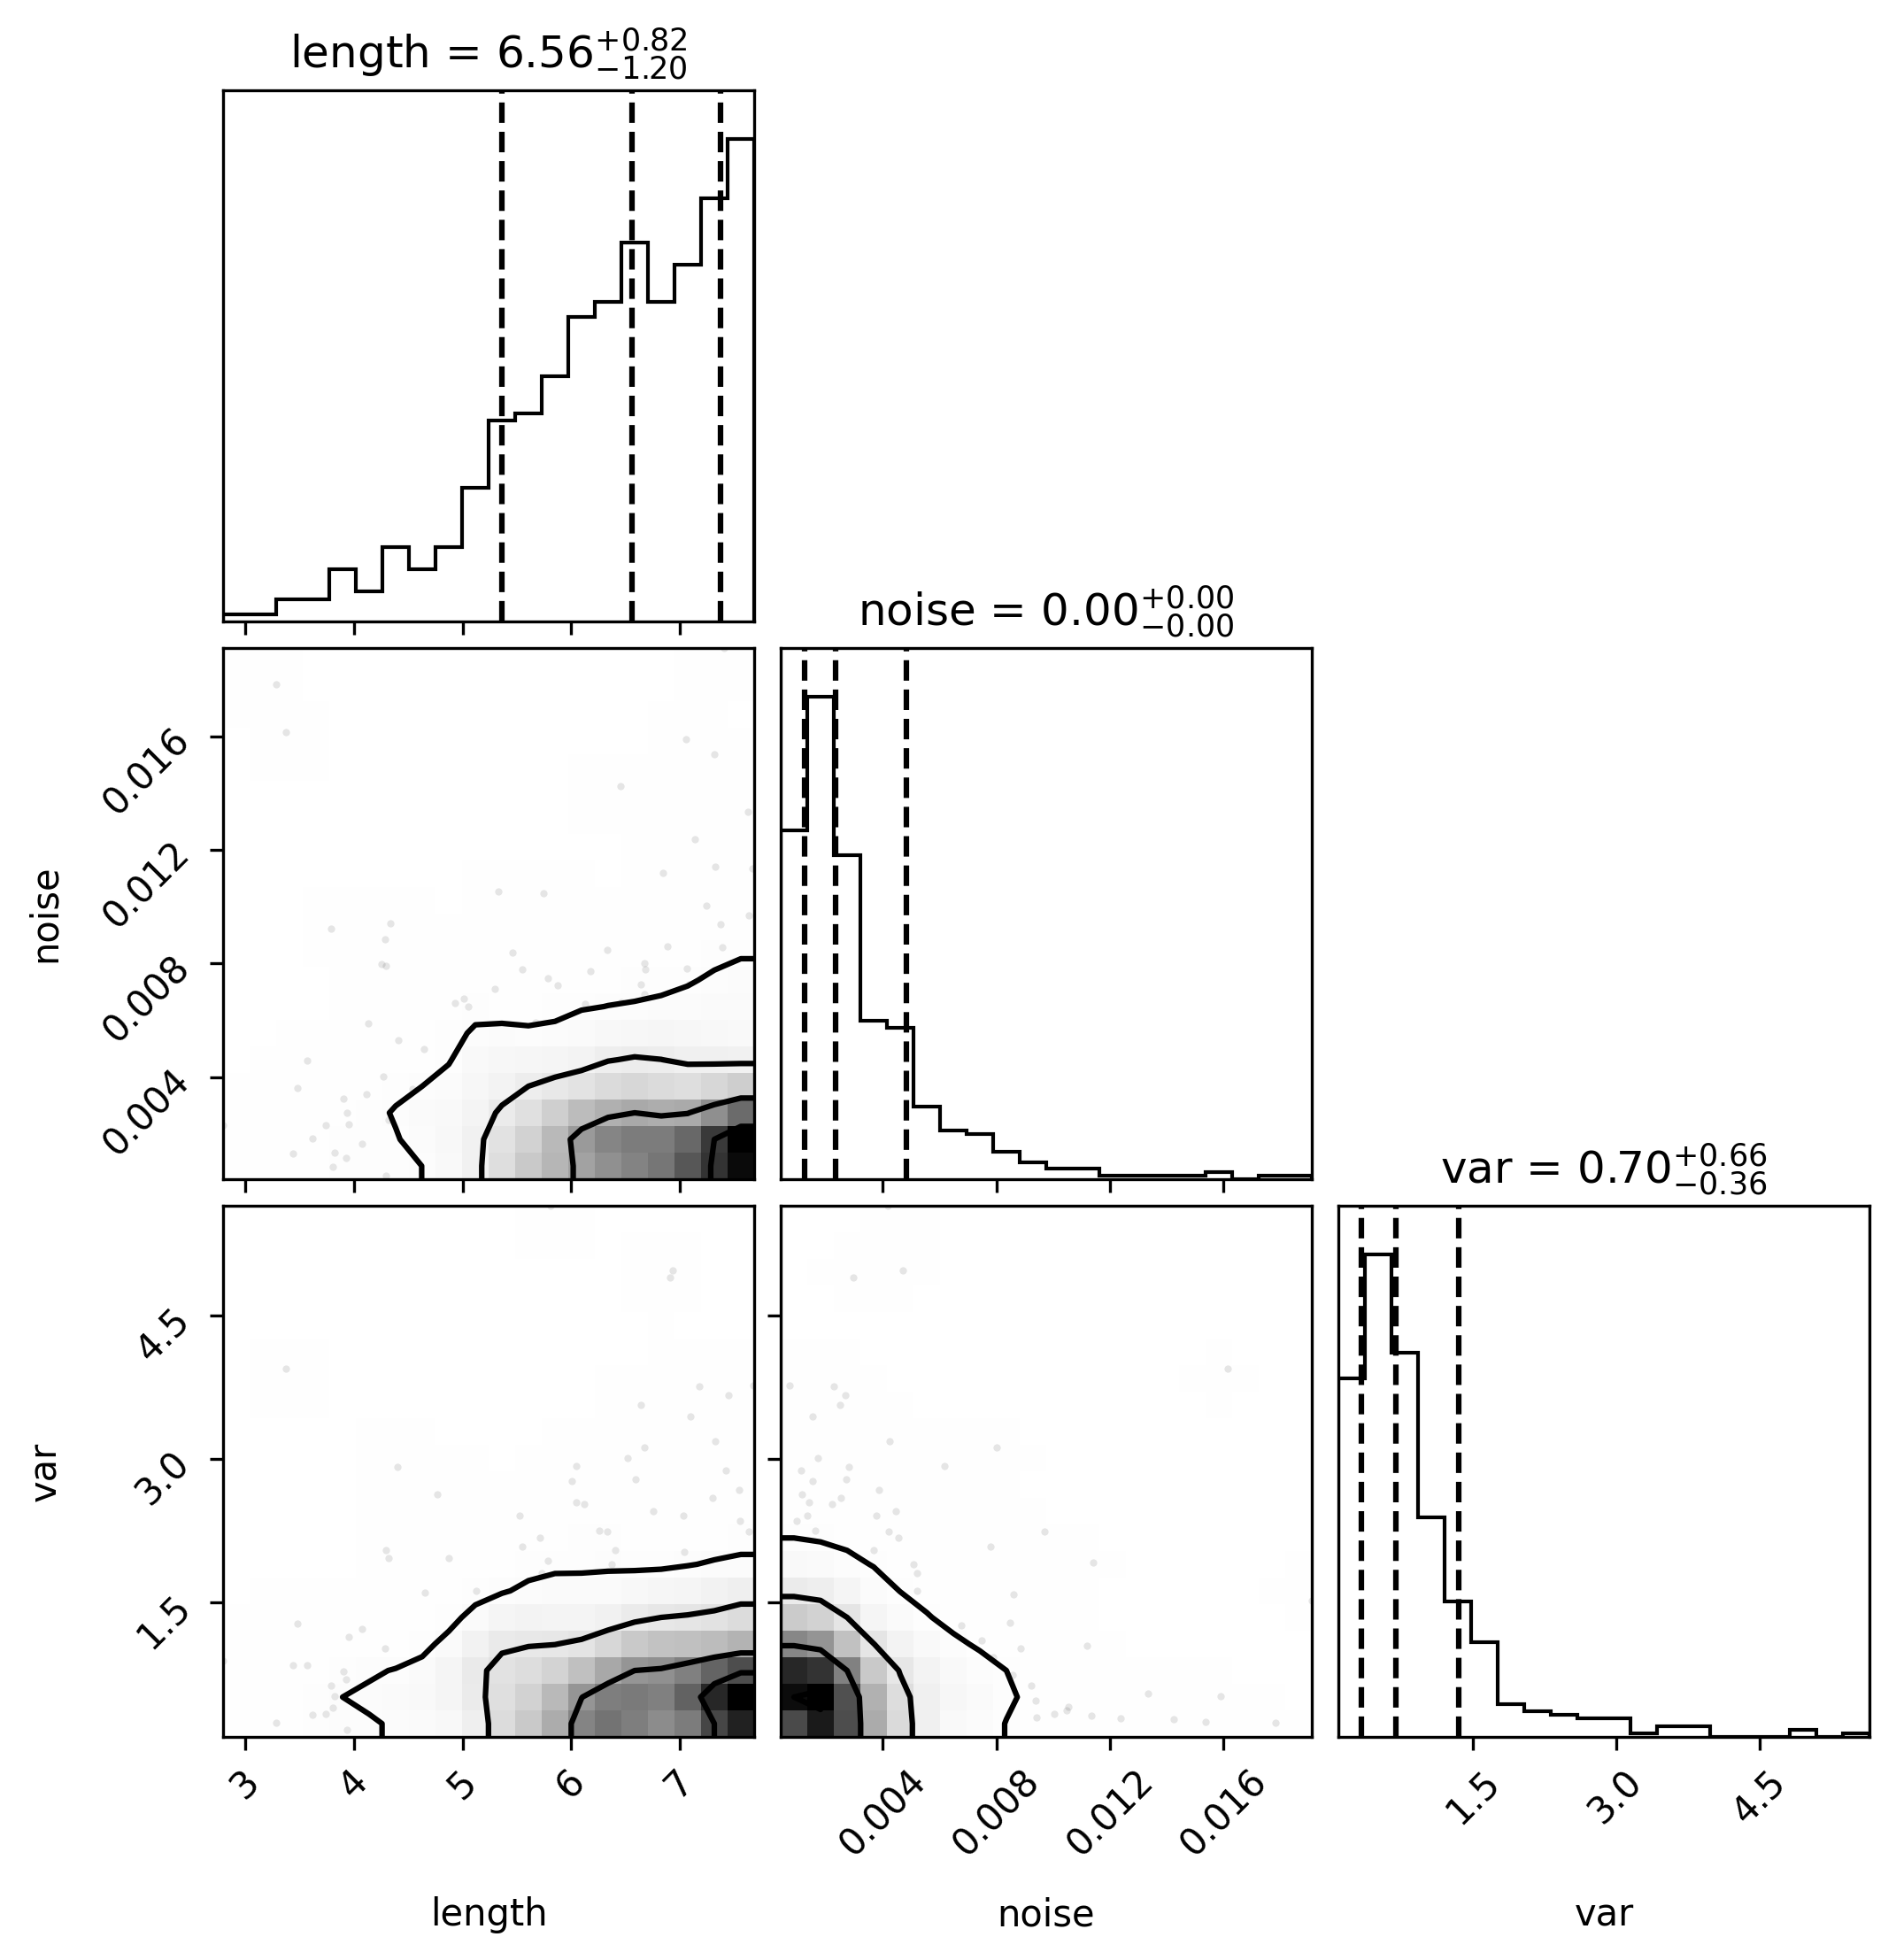 length = 6.56 +0.82 −1.20
noise = 0.00 +0.00 −0.00
0.016
0.012
0.008
0.004
noise
var = 0.70 +0.66 −0.36
4.5
3.0
1.5
var
3 4 5 6 7
0.004 0.008 0.012 0.016
1.5 3.0 4.5
length noise var